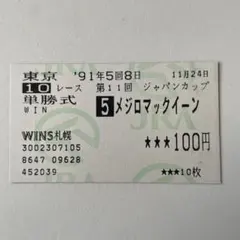 東京 '91年5回8日 11月24日
10レース 第11回 ジャパンカップ
単勝式 5メジロマックイーン
WIN
☆☆☆100円
WINS札幌
3002307105
8647 09628
452039 ☆☆☆10枚